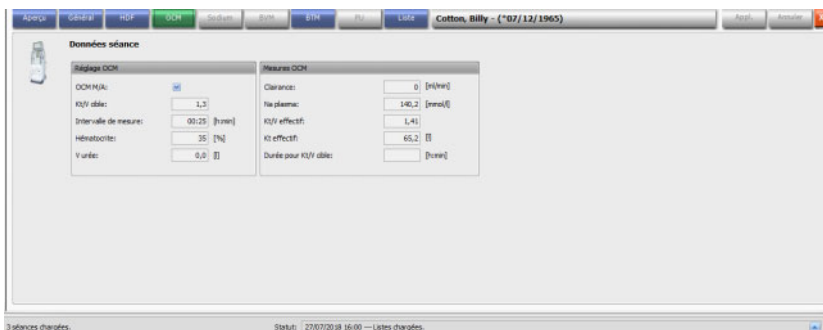 Aperçu Général HDF OCM Sodium BVM BTM PU Liste Cotton, Billy - (*07/12/1965) Appl. Annuler X
Données séance
Réglage OCM Mesures OCM
OCM M/A: Clairance: 0 [ml/min]
Kt/V cible: 1,3 Na plasma: 140,2 [mmol/l]
Intervalle de mesure: 00:25 [h:min] Kt/V effectif: 1,41
Hématocrite: 35 [%] Kt effectif: 65,2 [l]
V urée: 0,0 [l] Durée pour Kt/V cible: [h:min]
3 séances chargées. Statut: 27/07/2018 16:00 --- Listes chargées.